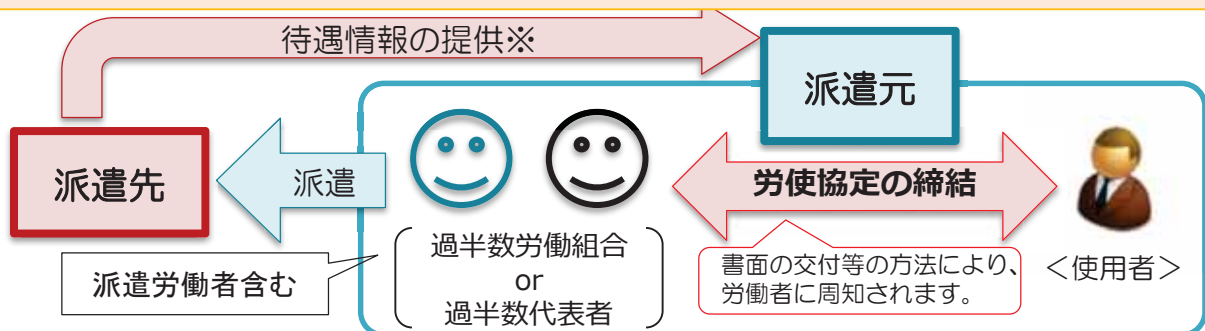 待遇情報の提供※
派遣元
派遣先
派遣
労使協定の締結
派遣労働者含む
過半数労働組合
or
過半数代表者
書面の交付等の方法により、
労働者に周知されます。
＜使用者＞